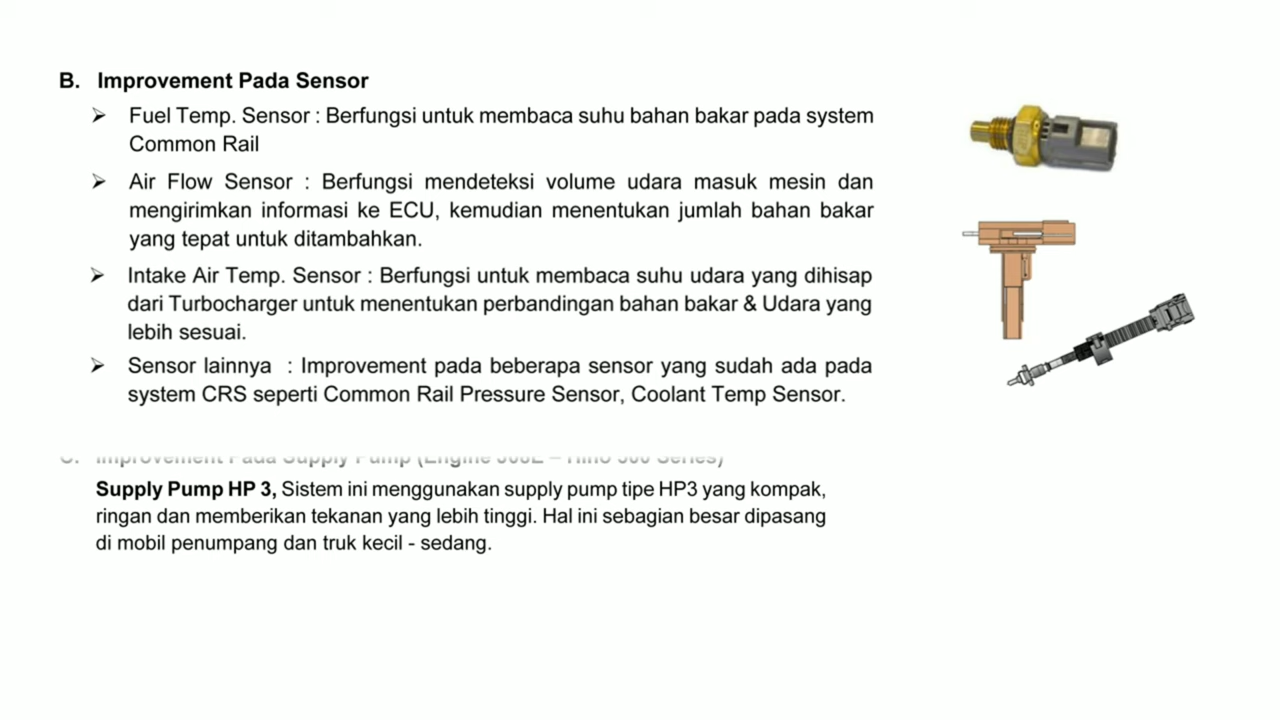 B. Improvement Pada Sensor
➢ Fuel Temp. Sensor : Berfungsi untuk membaca suhu bahan bakar pada system
Common Rail
➢ Air Flow Sensor : Berfungsi mendeteksi volume udara masuk mesin dan
mengirimkan informasi ke ECU, kemudian menentukan jumlah bahan bakar
yang tepat untuk ditambahkan.
➢ Intake Air Temp. Sensor : Berfungsi untuk membaca suhu udara yang dihisap
dari Turbocharger untuk menentukan perbandingan bahan bakar & Udara yang
lebih sesuai.
➢ Sensor lainnya : Improvement pada beberapa sensor yang sudah ada pada
system CRS seperti Common Rail Pressure Sensor, Coolant Temp Sensor.
Improvement Pada Supply Pump (Engine
Supply Pump HP 3, Sistem ini menggunakan supply pump tipe HP3 yang kompak,
ringan dan memberikan tekanan yang lebih tinggi. Hal ini sebagian besar dipasang
di mobil penumpang dan truk kecil - sedang.